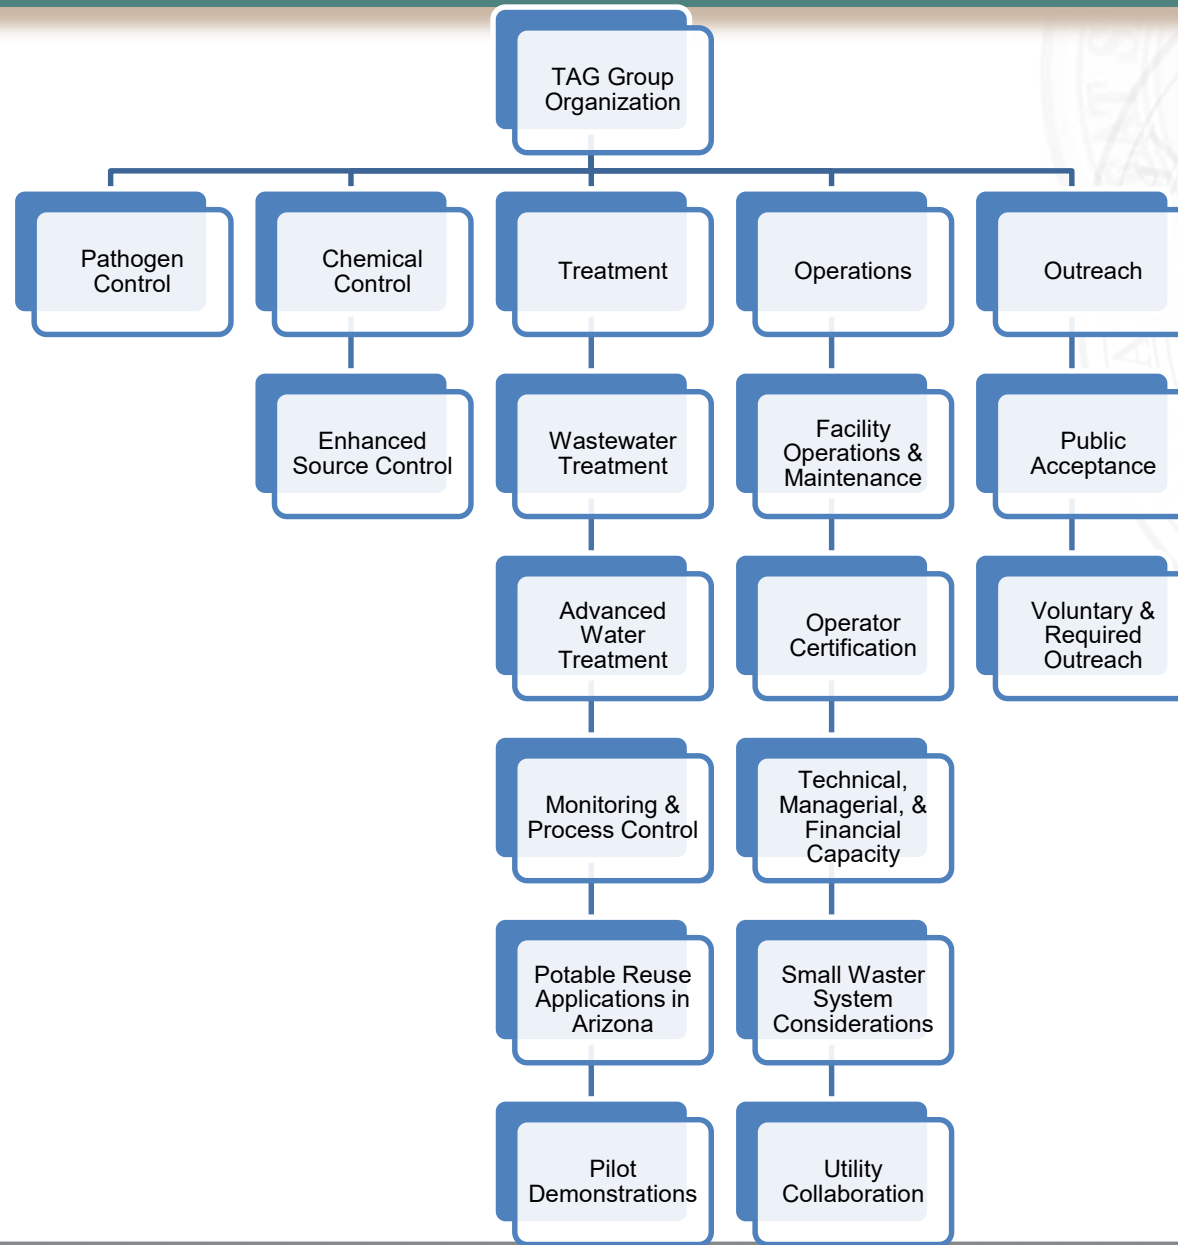 TAG Group
Organization
Pathogen
Control
Chemical
Control
Treatment
Operations
Outreach
Enhanced
Source Control
Wastewater
Treatment
Facility
Operations &
Maintenance
Public
Acceptance
Advanced
Water
Treatment
Operator
Certification
Voluntary &
Required
Outreach
Monitoring &
Process Control
Technical,
Managerial, &
Financial
Capacity
Potable Reuse
Applications in
Arizona
Small Waster
System
Considerations
Pilot
Demonstrations
Utility
Collaboration